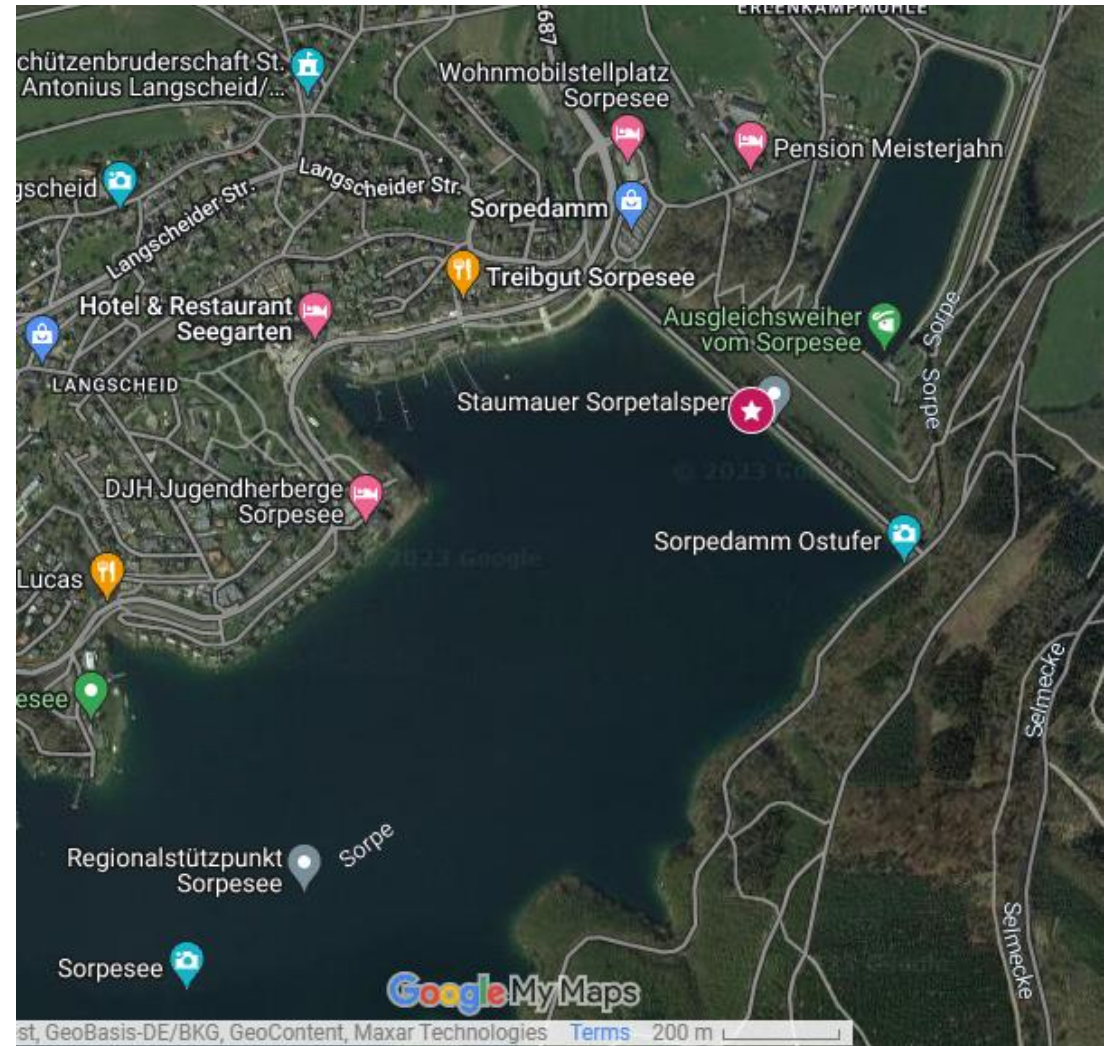 ERLENKAMPMÜHLE
687
chützenbruderschaft St.
Antonius Langscheid/...
Wohnmobilstellplatz
Sorpesee
Pension Meisterjahn
gscheid
Langscheider Str.
Langscheider Str.
Sorpedamm
Treibgut Sorpesee
Hotel & Restaurant
Seegarten
Ausgleichsweiher
vom Sorpesee
Sorpe
Sorpe
LANGSCHEID
Staumauer Sorpetalsper
© 2023 Go
DJH Jugendherberge
Sorpesee
Sorpedamm Ostufer
2023 Google
Lucas
esee
Selmecke
Sorpe
Regionalstützpunkt
Sorpesee
Selmecke
Sorpesee
Google My Maps
st, GeoBasis-DE/BKG, GeoContent, Maxar Technologies Terms 200 m